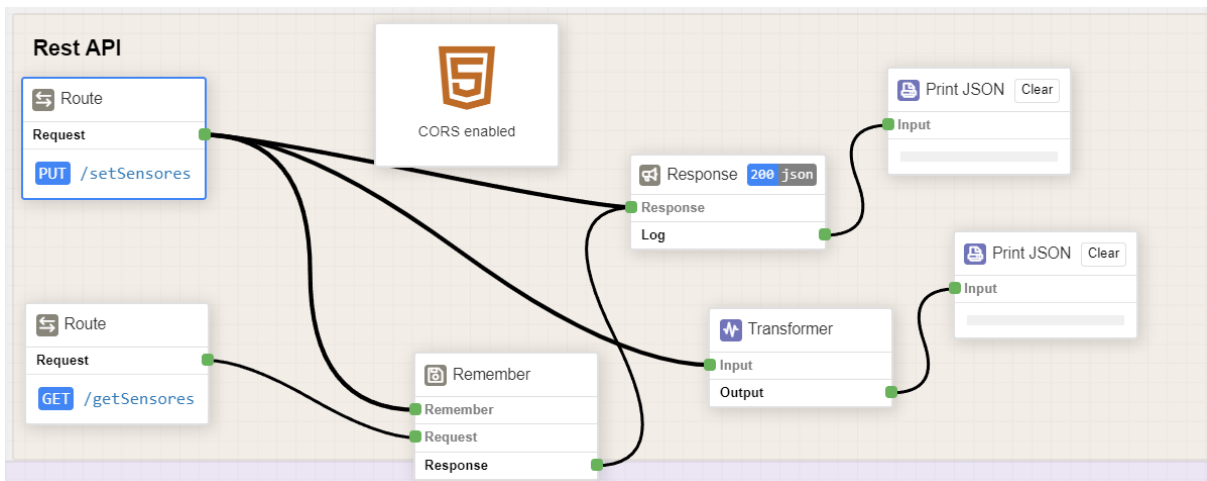 Rest API
Route
Request
PUT /setSensores
5
CORS enabled
Print JSON Clear
Input
Response 200 json
Response
Log
Print JSON Clear
Input
Route
Request
GET /getSensores
Remember
Remember
Request
Response
Transformer
Input
Output